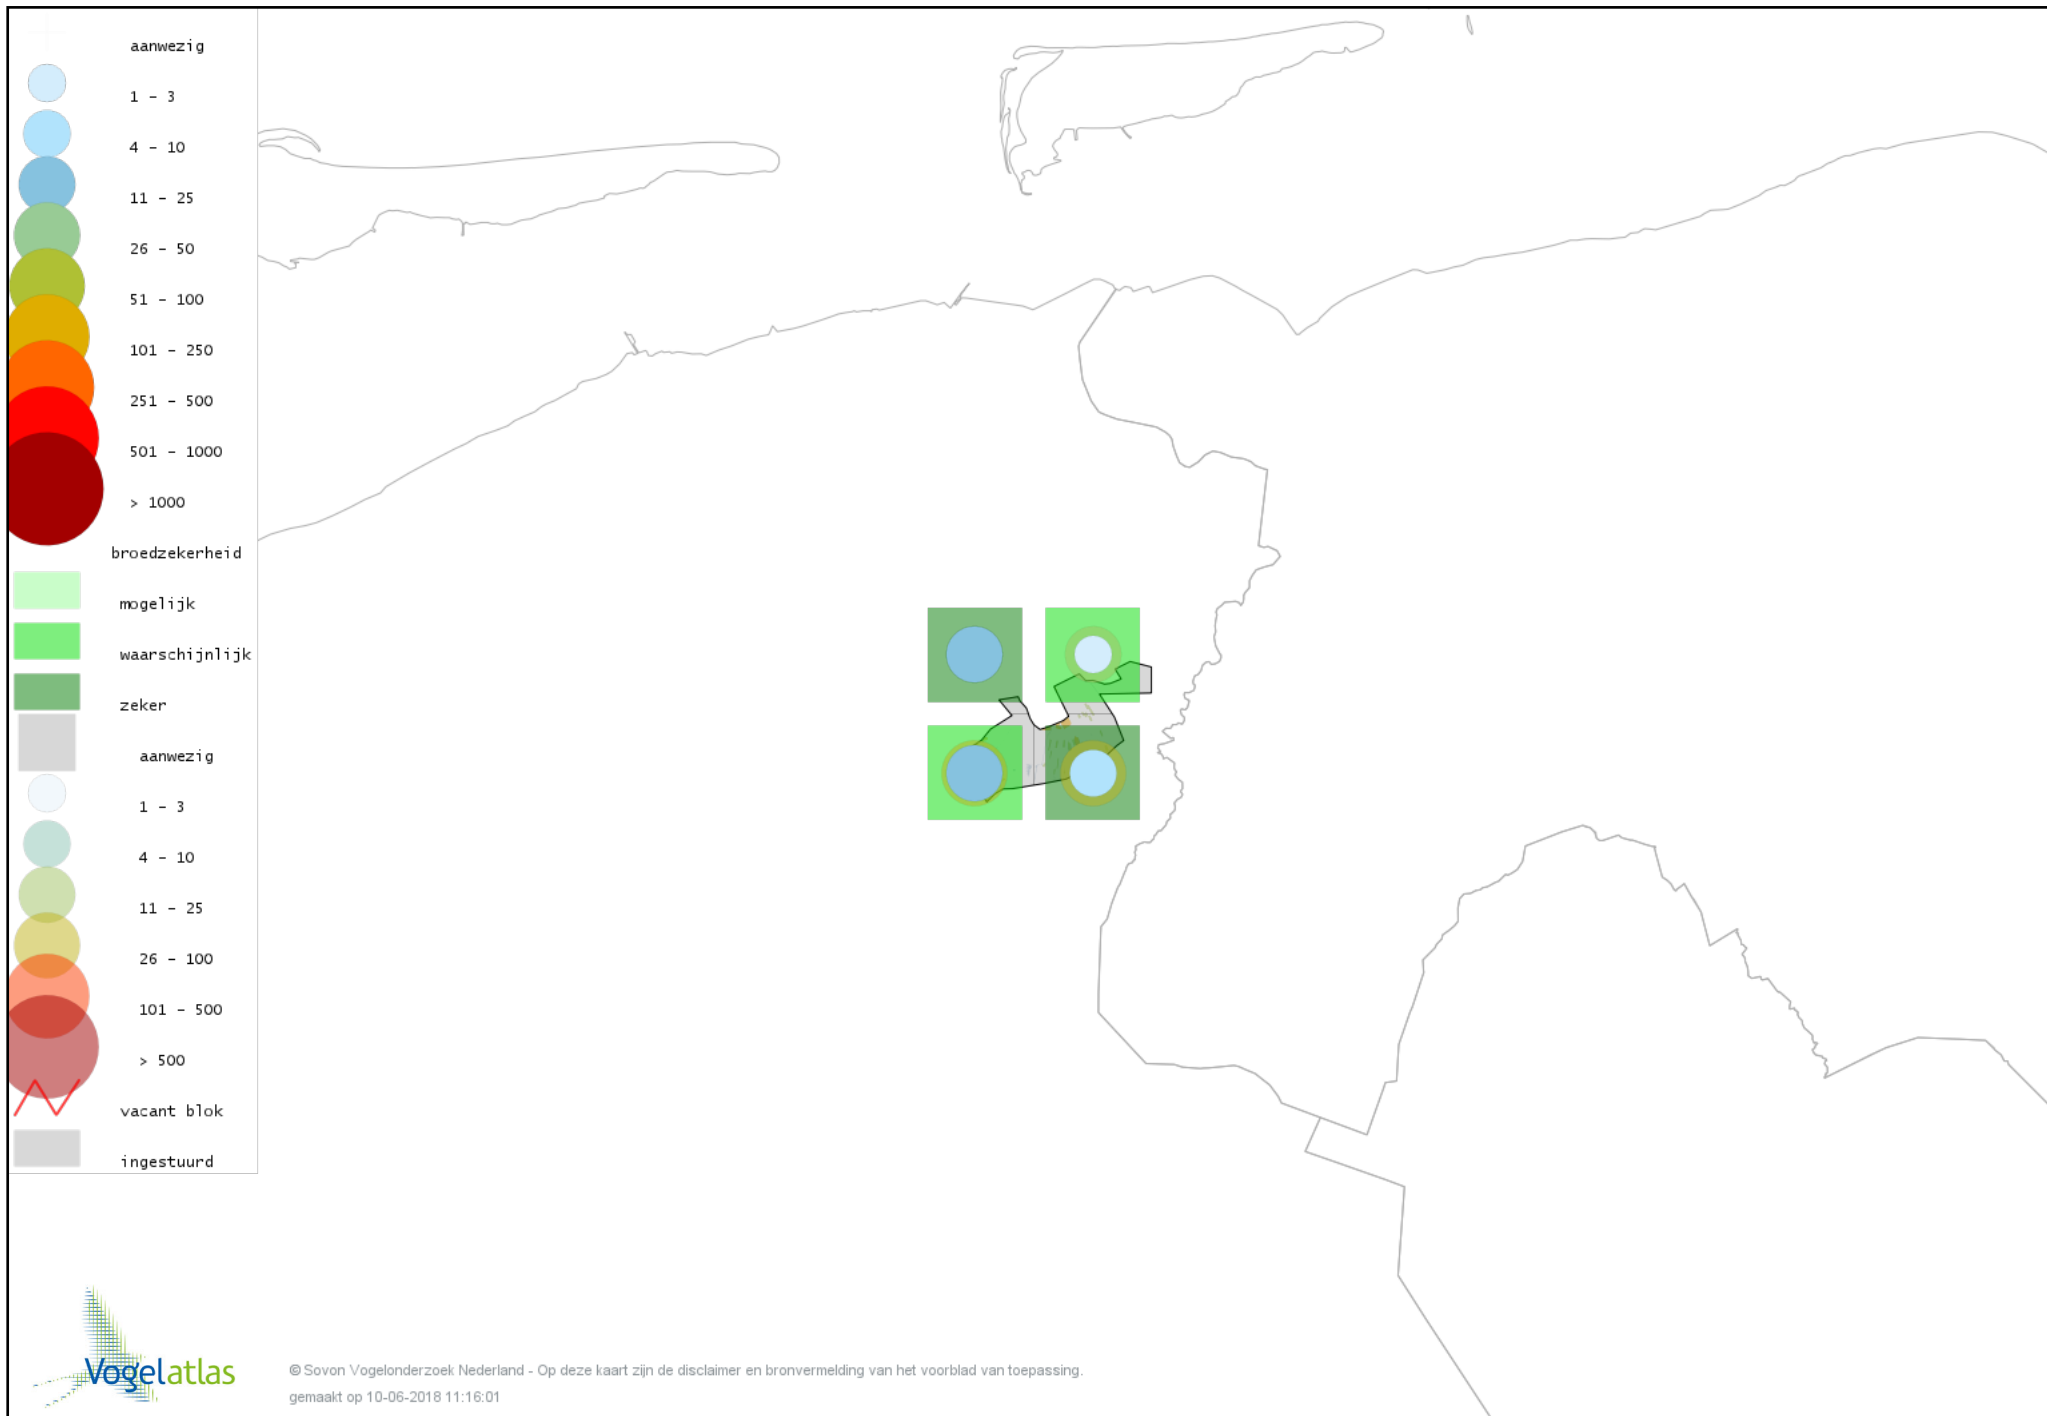 aanwezig
1 - 3
4 - 10
11 - 25
26 - 50
51 - 100
101 - 250
251 - 500
501 - 1000
> 1000
broedzekerheid
mogelijk
waarschijnlijk
zeker
aanwezig
1 - 3
4 - 10
11 - 25
26 - 100
101 - 500
> 500
vacant blok
ingestuurd
Vogelatlas
© Sovon Vogelonderzoek Nederland - Op deze kaart zijn de disclaimer en bronvermelding van het voorblad van toepassing.
gemaakt op 10-06-2018 11:16:01